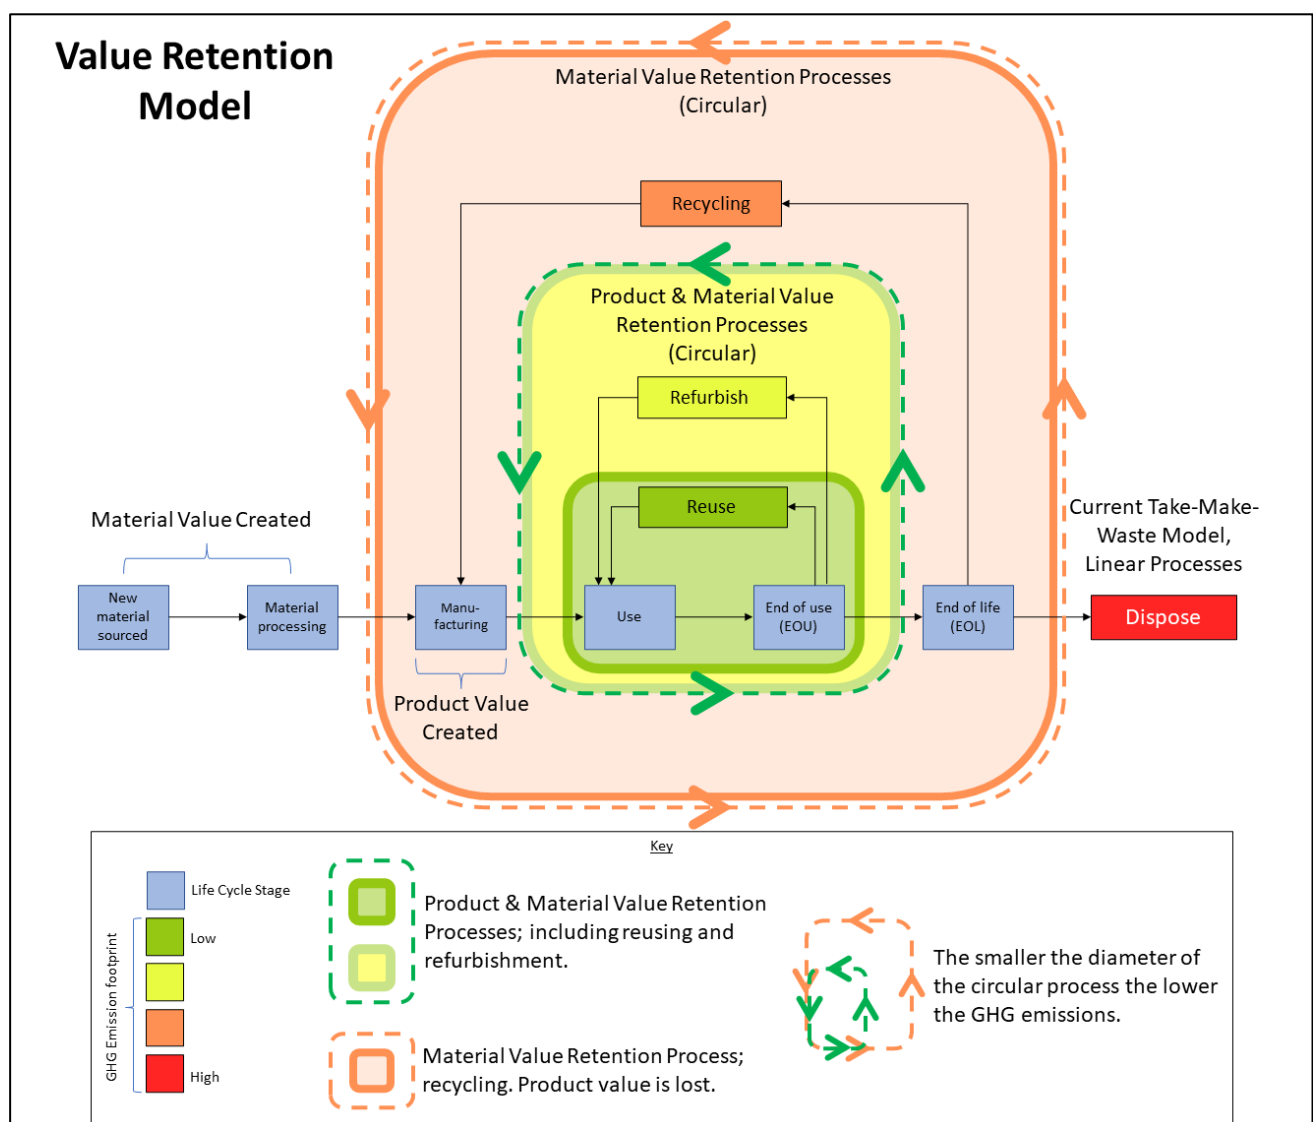 Value Retention
Model
Material Value Retention Processes
(Circular)
Recycling
Product & Material Value
Retention Processes
(Circular)
Refurbish
Reuse
Material Value Created
Current Take-Make-
Waste Model,
Linear Processes
New
material
sourced
Material
processing
Manu-
facturing
Use
End of use
(EOU)
End of life
(EOL)
Dispose
Product Value
Created
Key
Life Cycle Stage
GHG Emission footprint
Low
High
Product & Material Value Retention
Processes; including reusing and
refurbishment.
Material Value Retention Process;
recycling. Product value is lost.
The smaller the diameter of
the circular process the lower
the GHG emissions.